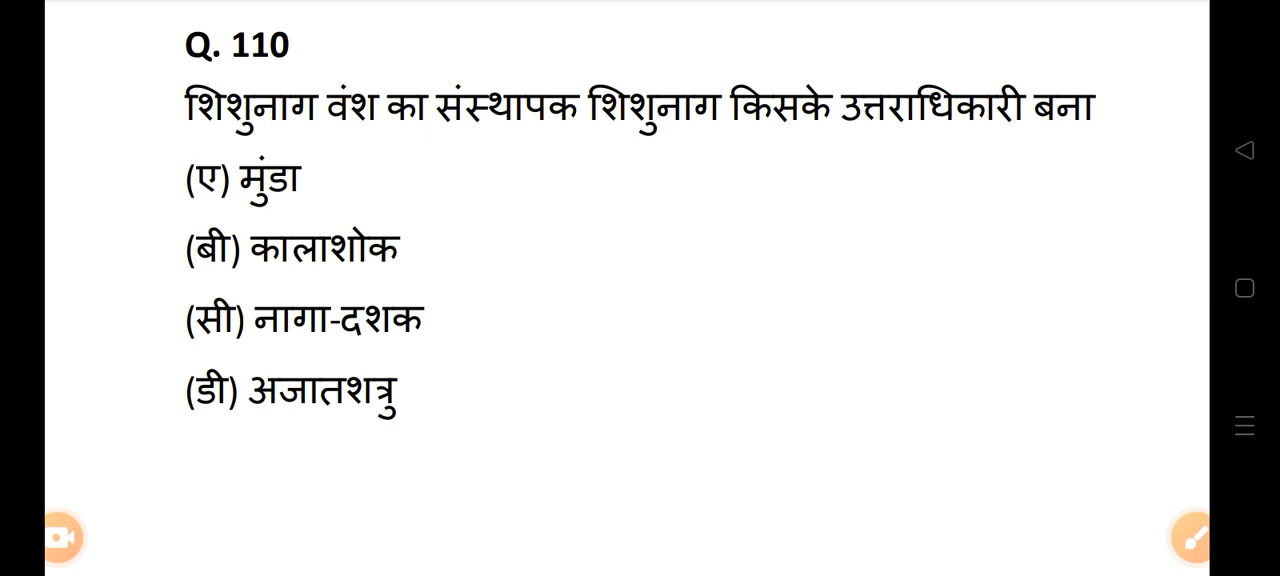 Q. 110
शिशुनाग वंश का संस्थापक शिशुनाग किसके उत्तराधिकारी बना
(ए) मुंडा
(बी) कालाशोक
(सी) नागा-दशक
(डी) अजातशत्रु